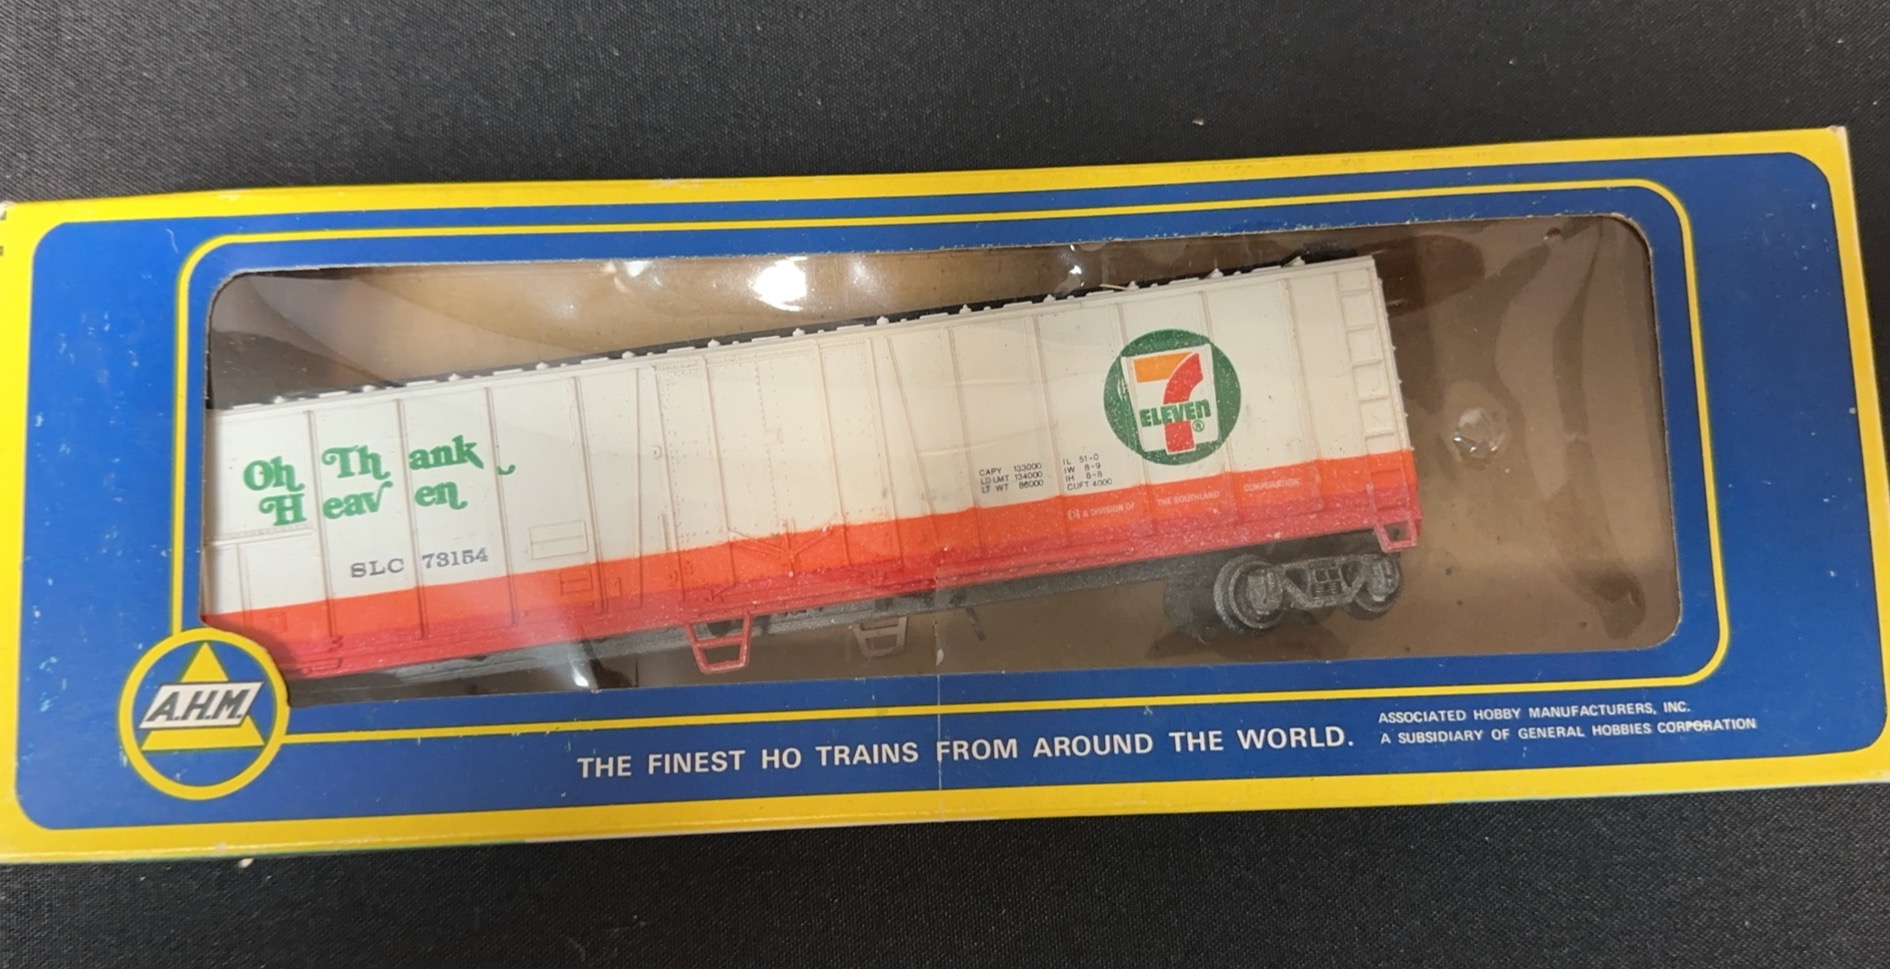 Oh Thank
Heaven
SLC 73154
CAPY 133000
LD LMT 134000
LT WT 86000
IL 51-0
IW 8-9
IH 8-8
CUFT 4000
7
ELEVEn
®
A DIVISION OF THE SOUTHLAND CORPORATION
A.H.M.
THE FINEST HO TRAINS FROM AROUND THE WORLD.
ASSOCIATED HOBBY MANUFACTURERS, INC.
A SUBSIDIARY OF GENERAL HOBBIES CORPORATION